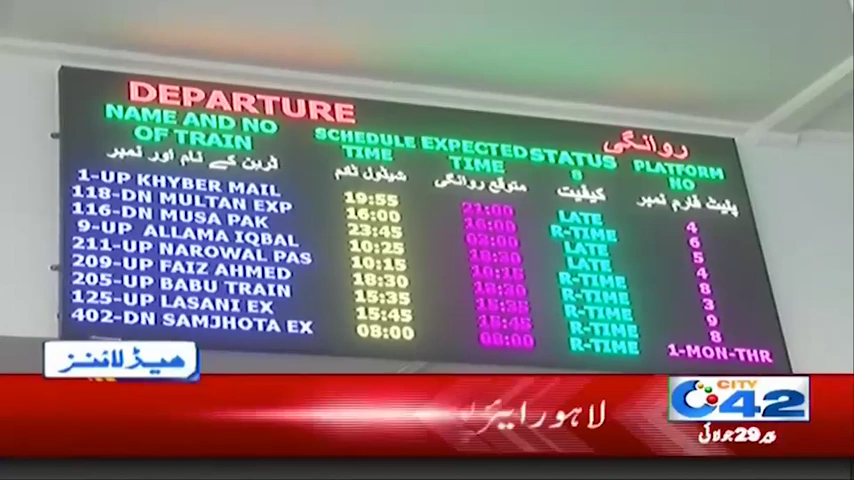 DEPARTURE روانگی
NAME AND NO OF TRAIN SCHEDULE TIME EXPECTED TIME STATUS S PLATFORM NO
ٹرین کے نام اور نمبر شیڈول ٹائم متوقع روانگی کیفیت پلیٹ فارم نمبر
1-UP KHYBER MAIL 19:55 21:00 LATE 4
118-DN MULTAN EXP 16:00 16:00 R-TIME 6
116-DN MUSA PAK 23:45 02:00 LATE 5
9-UP ALLAMA IQBAL 10:25 18:30 LATE 4
211-UP NAROWAL PAS 10:15 10:15 R-TIME 8
209-UP FAIZ AHMED 18:30 18:30 R-TIME 3
205-UP BABU TRAIN 15:35 15:35 R-TIME 9
125-UP LASANI EX 15:45 15:45 R-TIME 8
402-DN SAMJHOTA EX 08:00 08:00 R-TIME 1-MON-THR
ہیڈلائنز
لاہور
CITY 42
29 جولائی